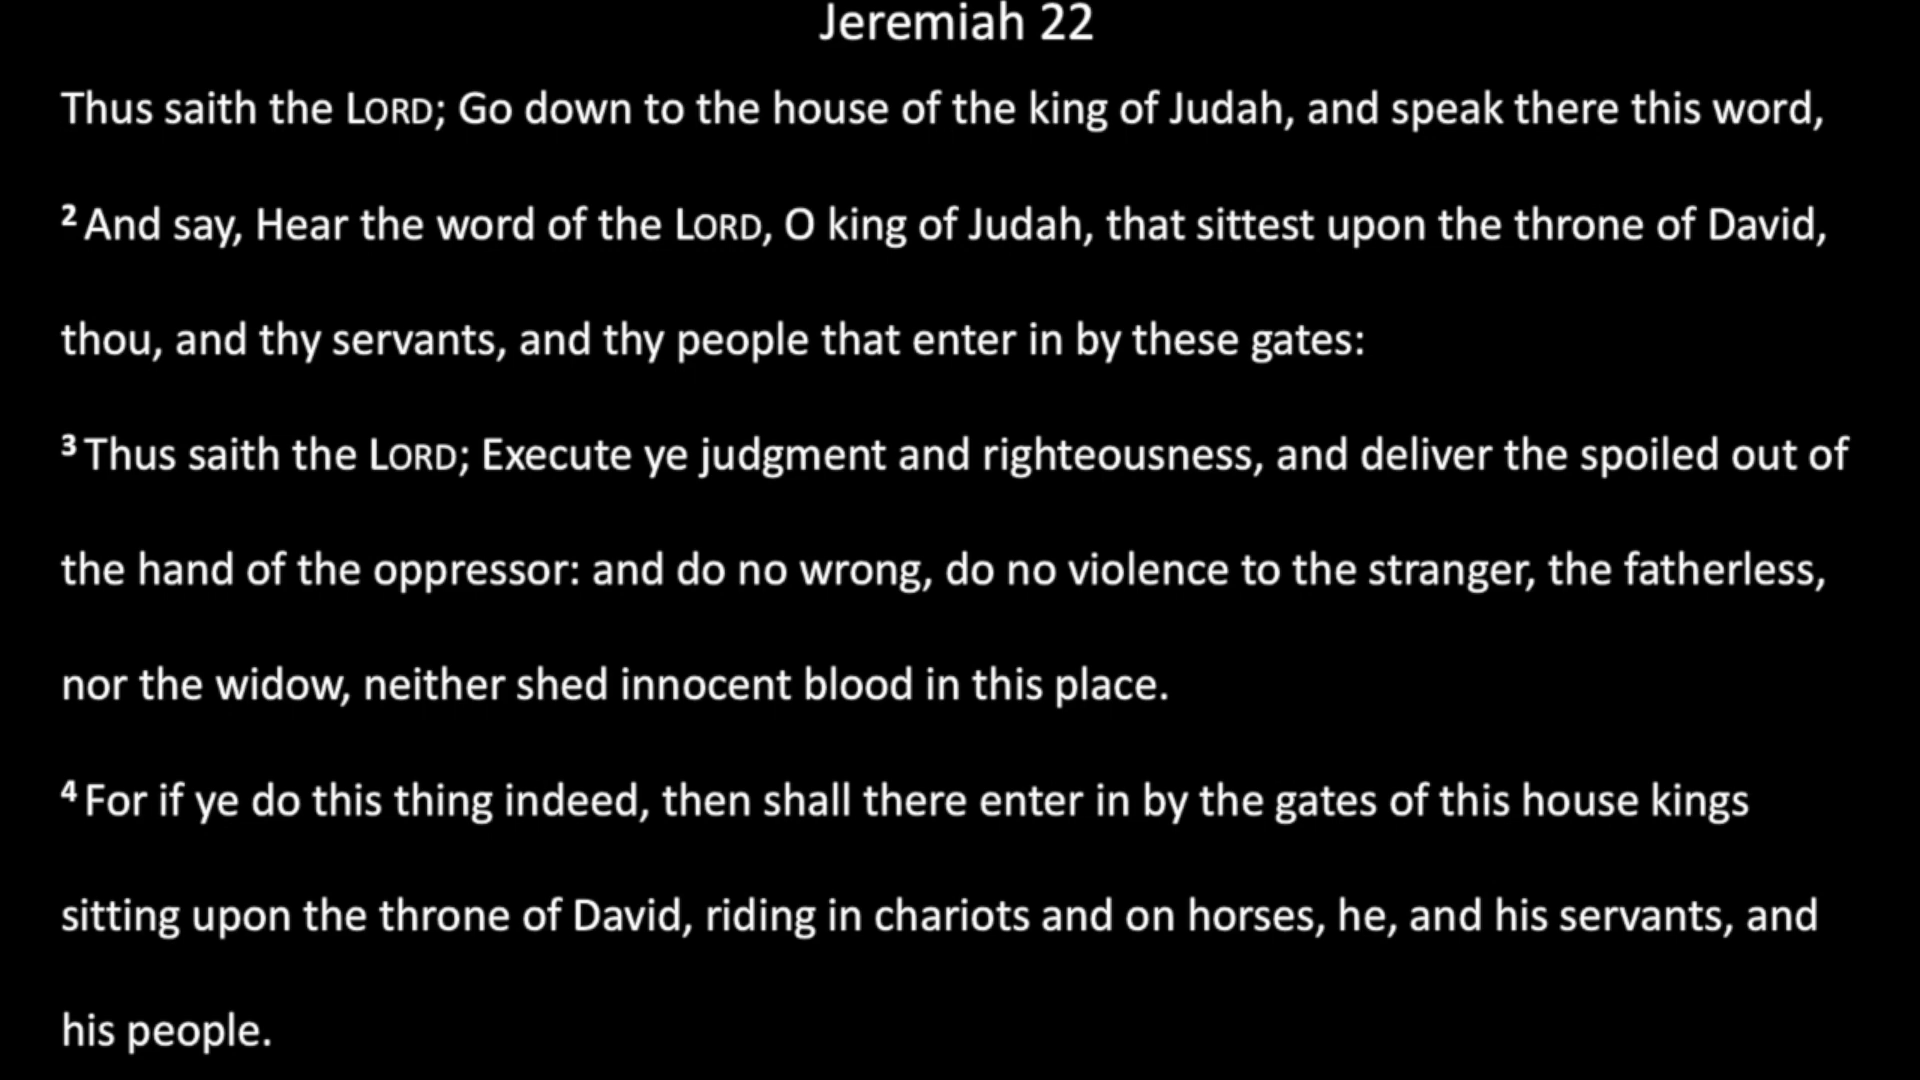 Jeremiah 22
Thus saith the LORD; Go down to the house of the king of Judah, and speak there this word,
2 And say, Hear the word of the LORD, O king of Judah, that sittest upon the throne of David,
thou, and thy servants, and thy people that enter in by these gates:
3 Thus saith the LORD; Execute ye judgment and righteousness, and deliver the spoiled out of
the hand of the oppressor: and do no wrong, do no violence to the stranger, the fatherless,
nor the widow, neither shed innocent blood in this place.
4 For if ye do this thing indeed, then shall there enter in by the gates of this house kings
sitting upon the throne of David, riding in chariots and on horses, he, and his servants, and
his people.